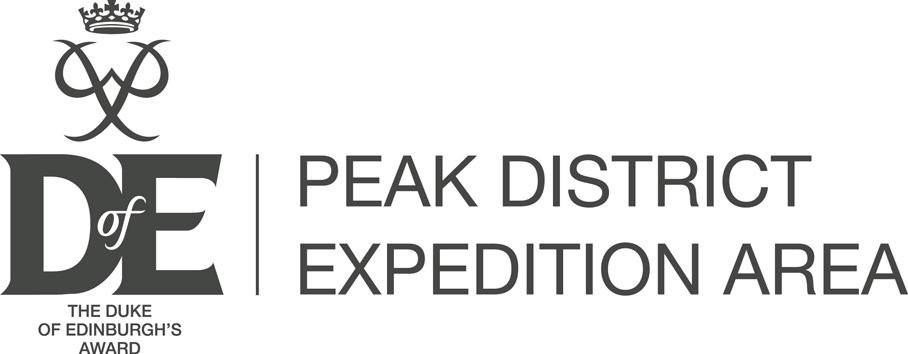 DofE
THE DUKE
OF EDINBURGH'S
AWARD
PEAK DISTRICT
EXPEDITION AREA